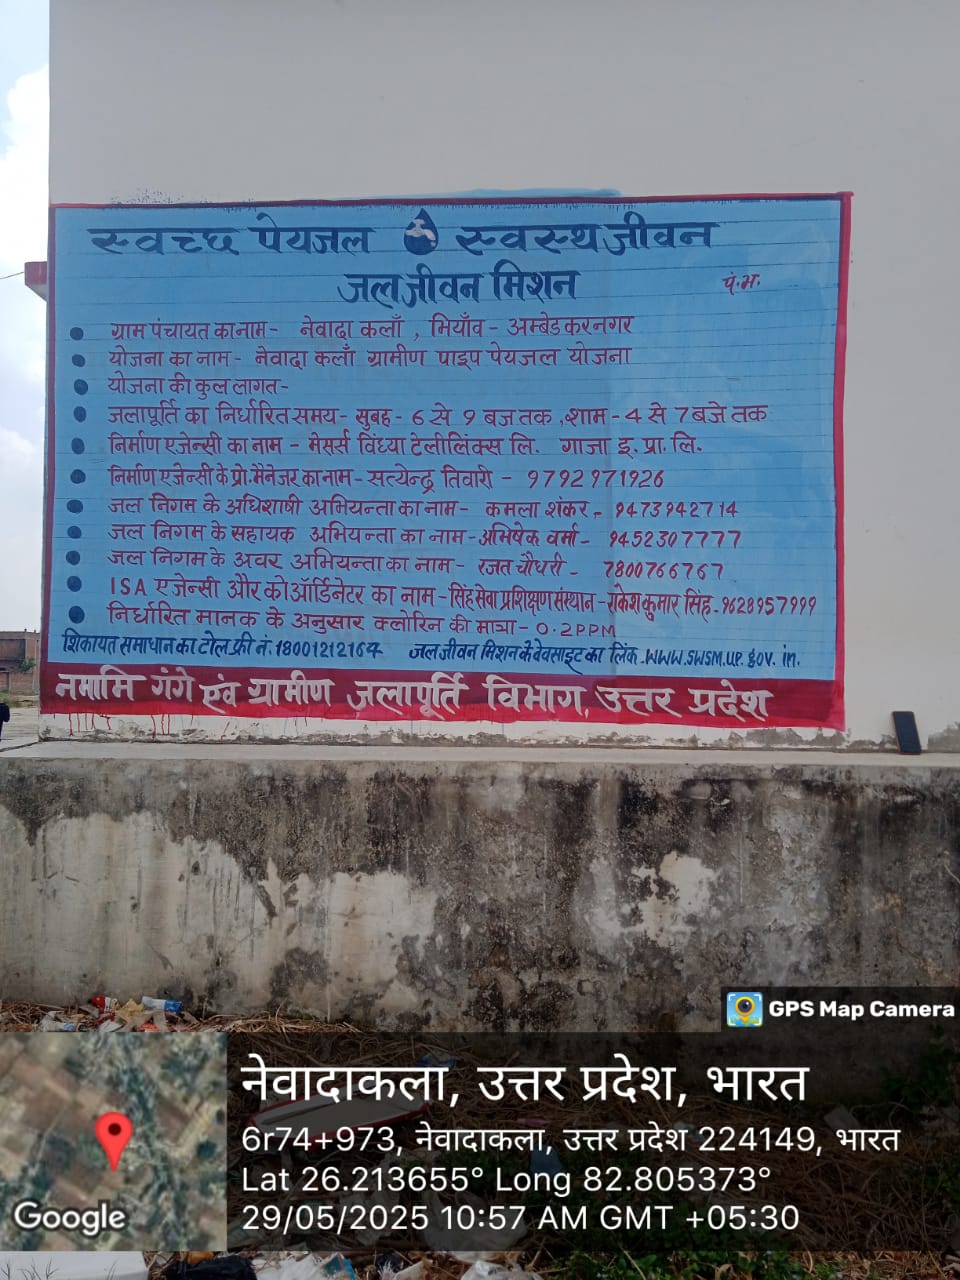 स्वच्छ पेयजल स्वस्थ जीवन
जल जीवन मिशन
पं.भ.
ग्राम पंचायत का नाम - नेवादा कलाँ , भियाँव - अम्बेडकरनगर
योजना का नाम - नेवादा कलाँ ग्रामीण पाइप पेयजल योजना
योजना की कुल लागत -
जलापूर्ति का निर्धारित समय - सुबह - 6 से 9 बज तक , शाम - 4 से 7 बजे तक
निर्माण एजेन्सी का नाम - मेसर्स विंध्या टेलीलिंक्स लि. गाजा इ. प्रा. लि.
निर्माण एजेन्सी के प्रो. मैनेजर का नाम - सत्येन्द्र तिवारी - 9792971926
जल निगम के अधिशाषी अभियन्ता का नाम - कमला शंकर - 9473942714
जल निगम के सहायक अभियन्ता का नाम - अभिषेक वर्मा - 9452307777
जल निगम के अवर अभियन्ता का नाम - रजत चौधरी - 7800766767
ISA एजेन्सी और कोऑर्डिनेटर का नाम - सिंह सेवा प्रशिक्षण संस्थान - राकेश कुमार सिंह - 9628957999
निर्धारित मानक के अनुसार क्लोरिन की मात्रा - 0.2PPM
शिकायत समाधान का टोल फ्री नं. 18001212164 जल जीवन मिशन के वेवसाइट का लिंक - www.swsm.up.gov.in.
नमामि गंगे एवं ग्रामीण जलापूर्ति विभाग, उत्तर प्रदेश
GPS Map Camera
नेवादाकला, उत्तर प्रदेश, भारत
6r74+973, नेवादाकला, उत्तर प्रदेश 224149, भारत
Lat 26.213655° Long 82.805373°
29/05/2025 10:57 AM GMT +05:30
Google